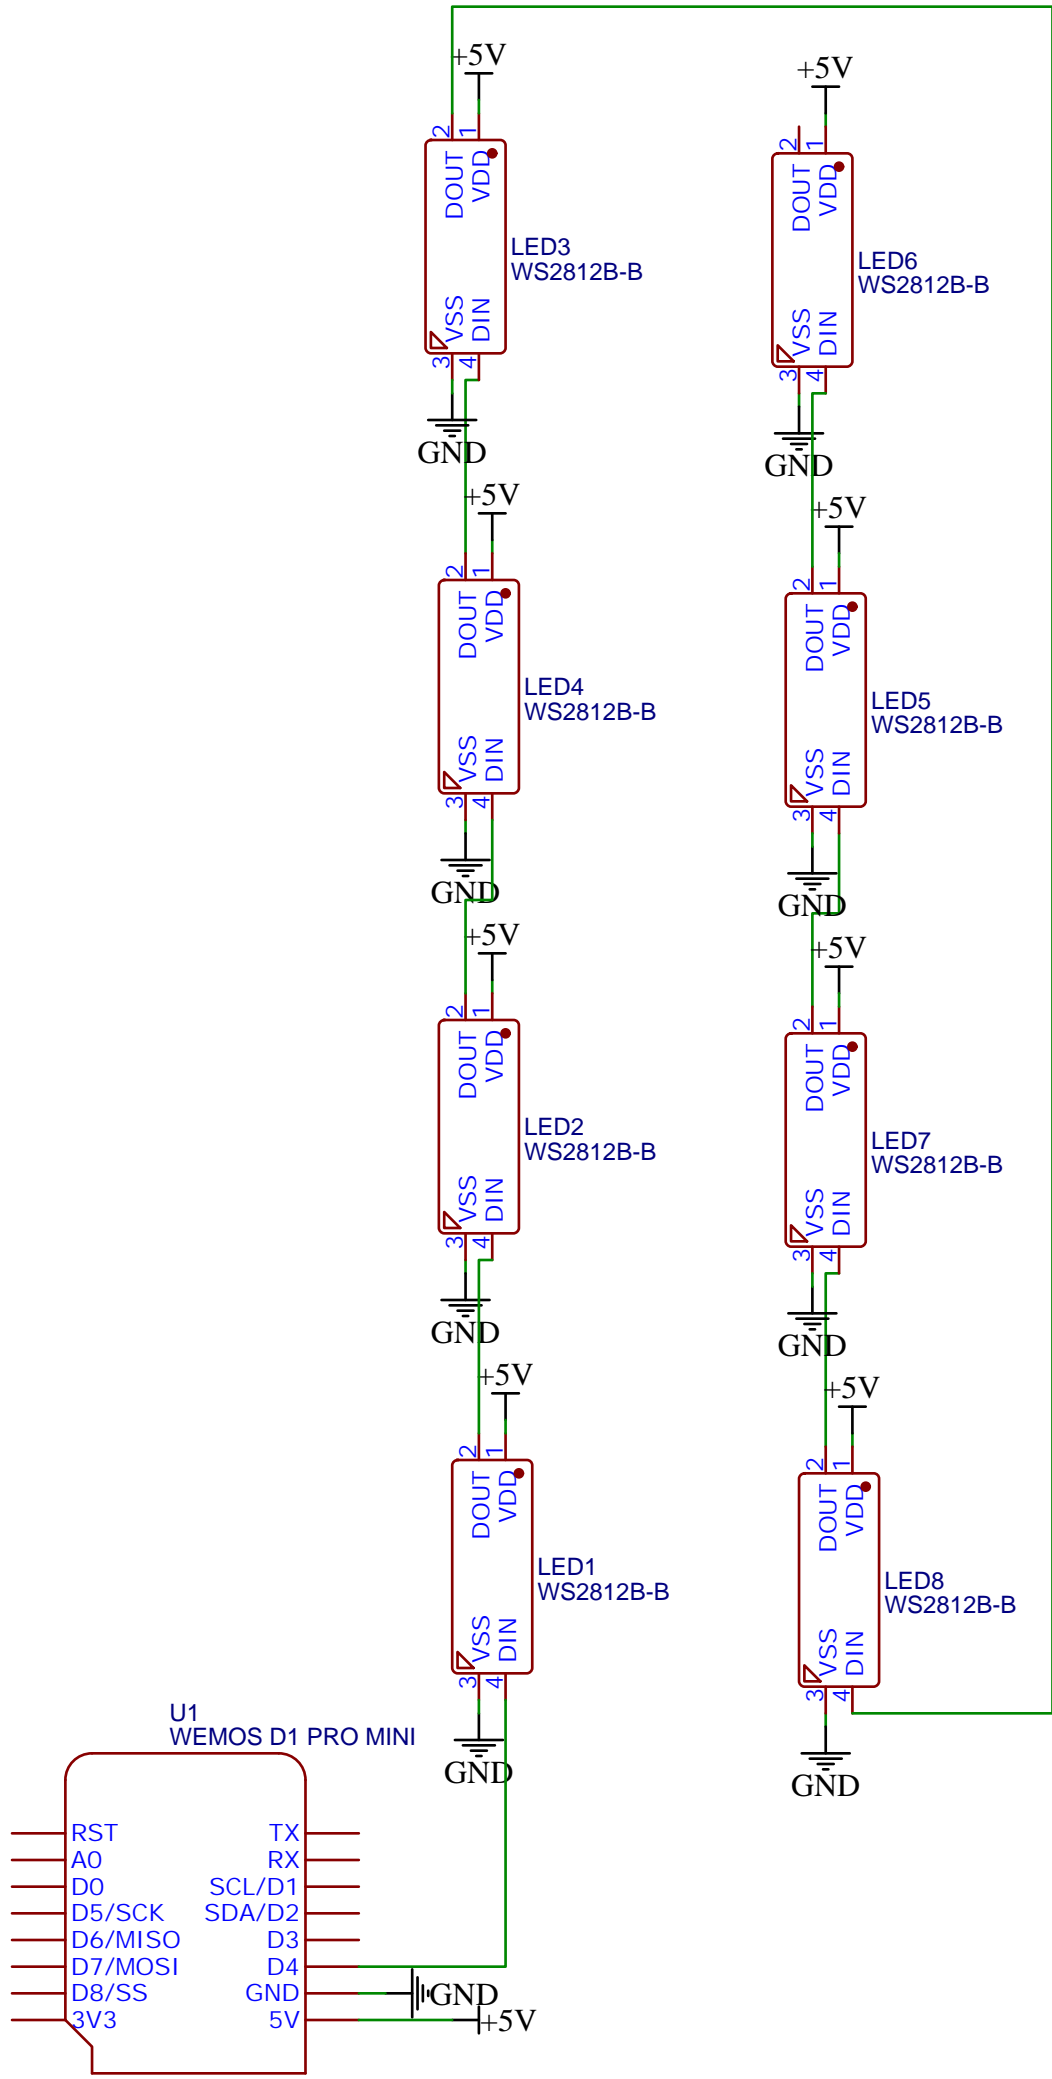 +5V
2
1
DOUT
VDD
LED3
WS2812B-B
VSS
DIN
3
4
GND
+5V
2
1
DOUT
VDD
LED4
WS2812B-B
VSS
DIN
3
4
GND
+5V
2
1
DOUT
VDD
LED2
WS2812B-B
VSS
DIN
3
4
GND
+5V
2
1
DOUT
VDD
LED1
WS2812B-B
VSS
DIN
3
4
GND
+5V
2
1
DOUT
VDD
LED6
WS2812B-B
VSS
DIN
3
4
GND
+5V
2
1
DOUT
VDD
LED5
WS2812B-B
VSS
DIN
3
4
GND
+5V
2
1
DOUT
VDD
LED7
WS2812B-B
VSS
DIN
3
4
GND
+5V
2
1
DOUT
VDD
LED8
WS2812B-B
VSS
DIN
3
4
GND
U1
WEMOS D1 PRO MINI
RST
A0
D0
D5/SCK
D6/MISO
D7/MOSI
D8/SS
3V3
TX
RX
SCL/D1
SDA/D2
D3
D4
GND
5V
GND
+5V